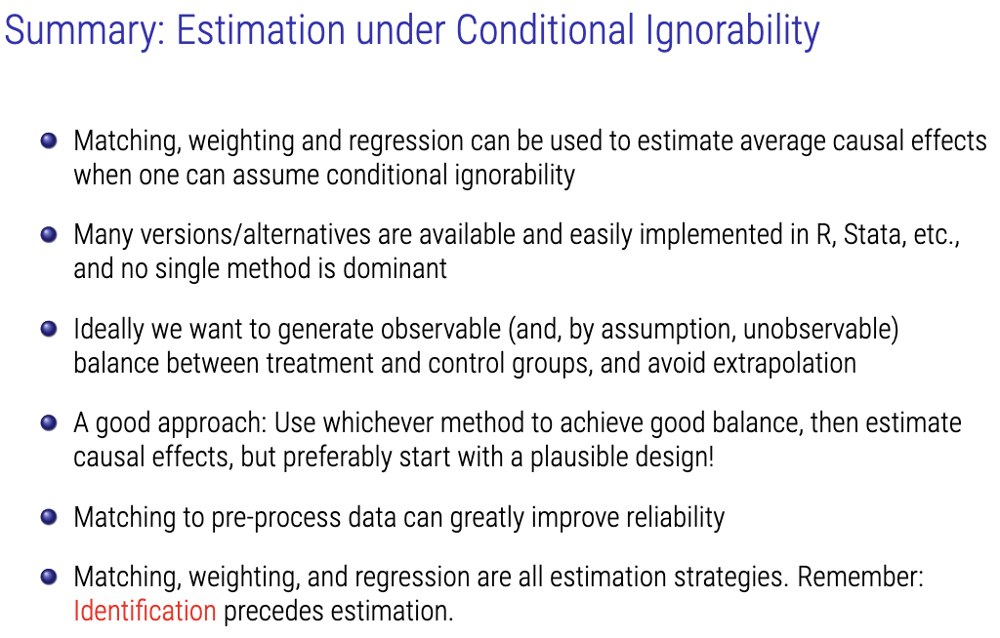 Summary: Estimation under Conditional Ignorability
Matching, weighting and regression can be used to estimate average causal effects
when one can assume conditional ignorability
Many versions/alternatives are available and easily implemented in R, Stata, etc.,
and no single method is dominant
Ideally we want to generate observable (and, by assumption, unobservable)
balance between treatment and control groups, and avoid extrapolation
A good approach: Use whichever method to achieve good balance, then estimate
causal effects, but preferably start with a plausible design!
Matching to pre-process data can greatly improve reliability
Matching, weighting, and regression are all estimation strategies. Remember:
Identification precedes estimation.